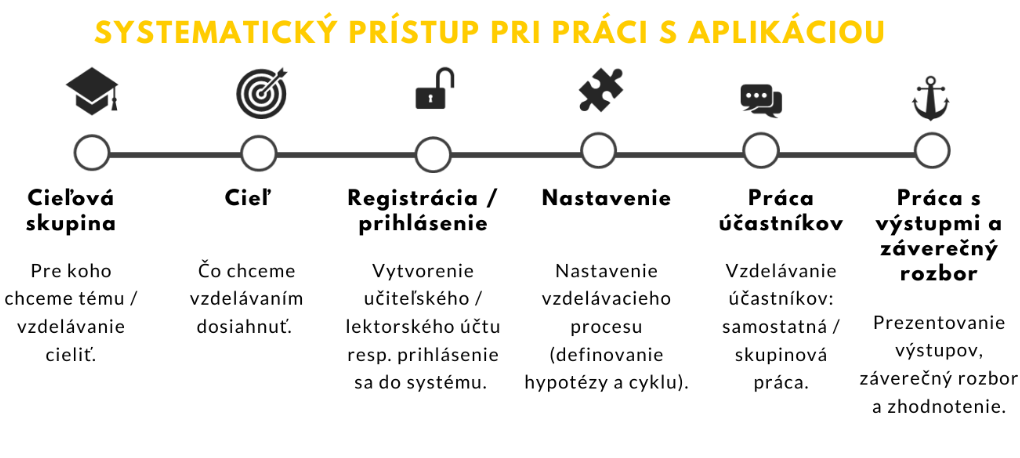 SYSTEMATICKÝ PRÍSTUP PRI PRÁCI S APLIKÁCIOU
Cieľová
skupina
Pre koho
chceme tému /
vzdelávanie
cieliť.
Cieľ
Čo chceme
vzdelávaním
dosiahnuť.
Registrácia /
prihlásenie
Vytvorenie
učiteľského /
lektorského účtu
resp. prihlásenie
sa do systému.
Nastavenie
Nastavenie
vzdelávacieho
procesu
(definovanie
hypotézy a cyklu).
Práca
účastníkov
Vzdelávanie
účastníkov:
samostatná /
skupinová
práca.
Práca s
výstupmi a
záverečný
rozbor
Prezentovanie
výstupov,
záverečný rozbor
a zhodnotenie.